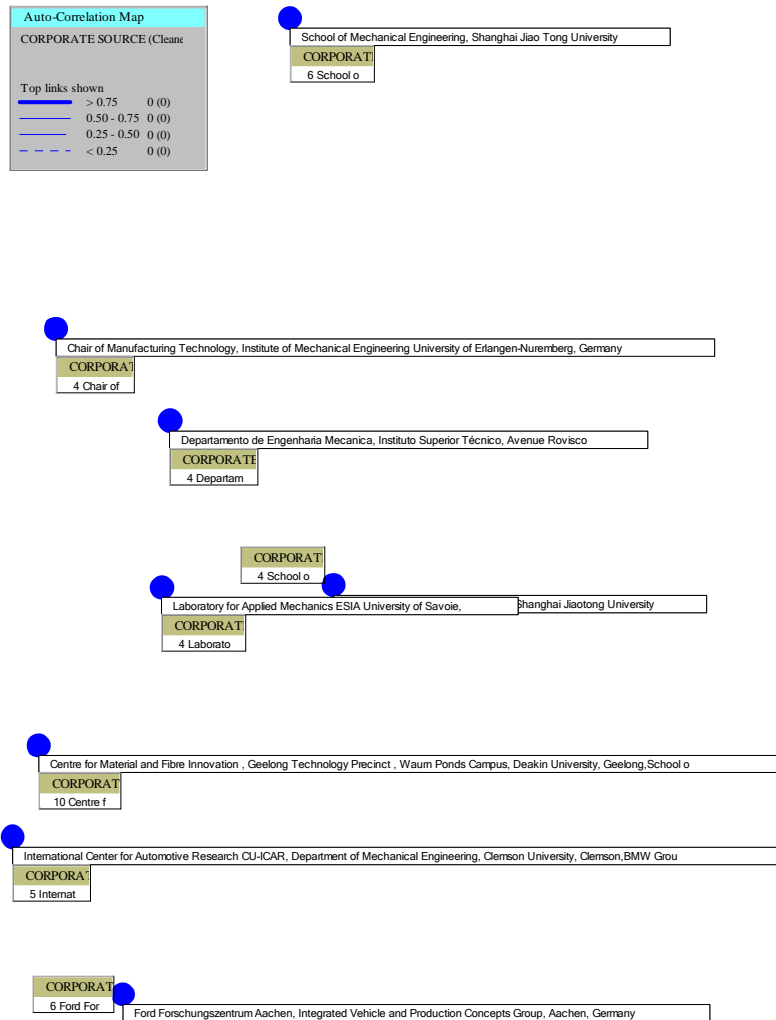 Auto-Correlation Map
CORPORATE SOURCE (Cleane
Top links shown
> 0.75 0 (0)
0.50 - 0.75 0 (0)
0.25 - 0.50 0 (0)
< 0.25 0 (0)
School of Mechanical Engineering, Shanghai Jiao Tong University
CORPORAT
6 School o
Chair of Manufacturing Technology, Institute of Mechanical Engineering University of Erlangen-Nuremberg, Germany
CORPORAT
4 Chair of
Departamento de Engenharia Mecanica, Instituto Superior Técnico, Avenue Rovisco
CORPORATE
4 Departam
CORPORAT
4 School o
Laboratory for Applied Mechanics ESIA University of Savoie, Shanghai Jiaotong University
CORPORAT
4 Laborato
Centre for Material and Fibre Innovation , Geelong Technology Precinct , Waurn Ponds Campus, Deakin University, Geelong,School o
CORPORAT
10 Centre f
International Center for Automotive Research CU-ICAR, Department of Mechanical Engineering, Clemson University, Clemson,BMW Grou
CORPORAT
5 Internat
CORPORAT
6 Ford For
Ford Forschungszentrum Aachen, Integrated Vehicle and Production Concepts Group, Aachen, Germany